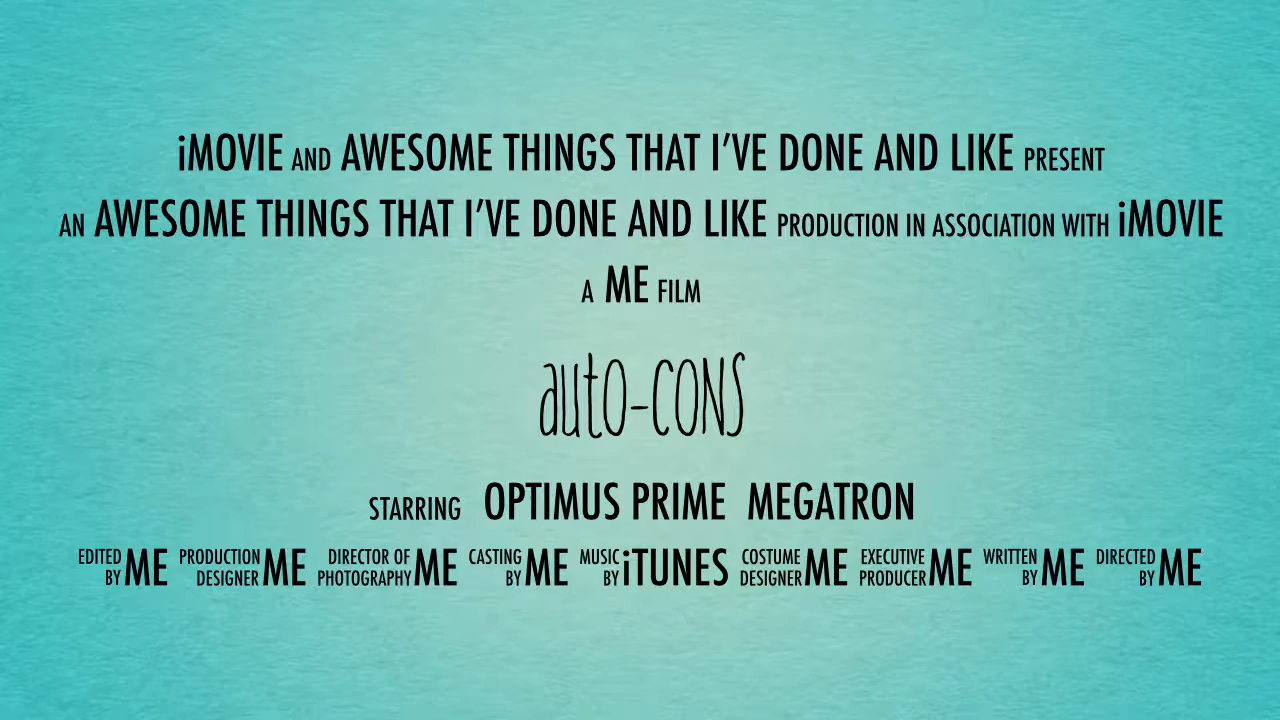 iMOVIE AND AWESOME THINGS THAT I'VE DONE AND LIKE PRESENT
AN AWESOME THINGS THAT I'VE DONE AND LIKE PRODUCTION IN ASSOCIATION WITH iMOVIE
A ME FILM
auto-cons
STARRING OPTIMUS PRIME MEGATRON
EDITED BY ME PRODUCTION DESIGNER ME DIRECTOR OF PHOTOGRAPHY ME CASTING BY ME MUSIC BY iTUNES COSTUME DESIGNER ME EXECUTIVE PRODUCER ME WRITTEN BY ME DIRECTED BY ME